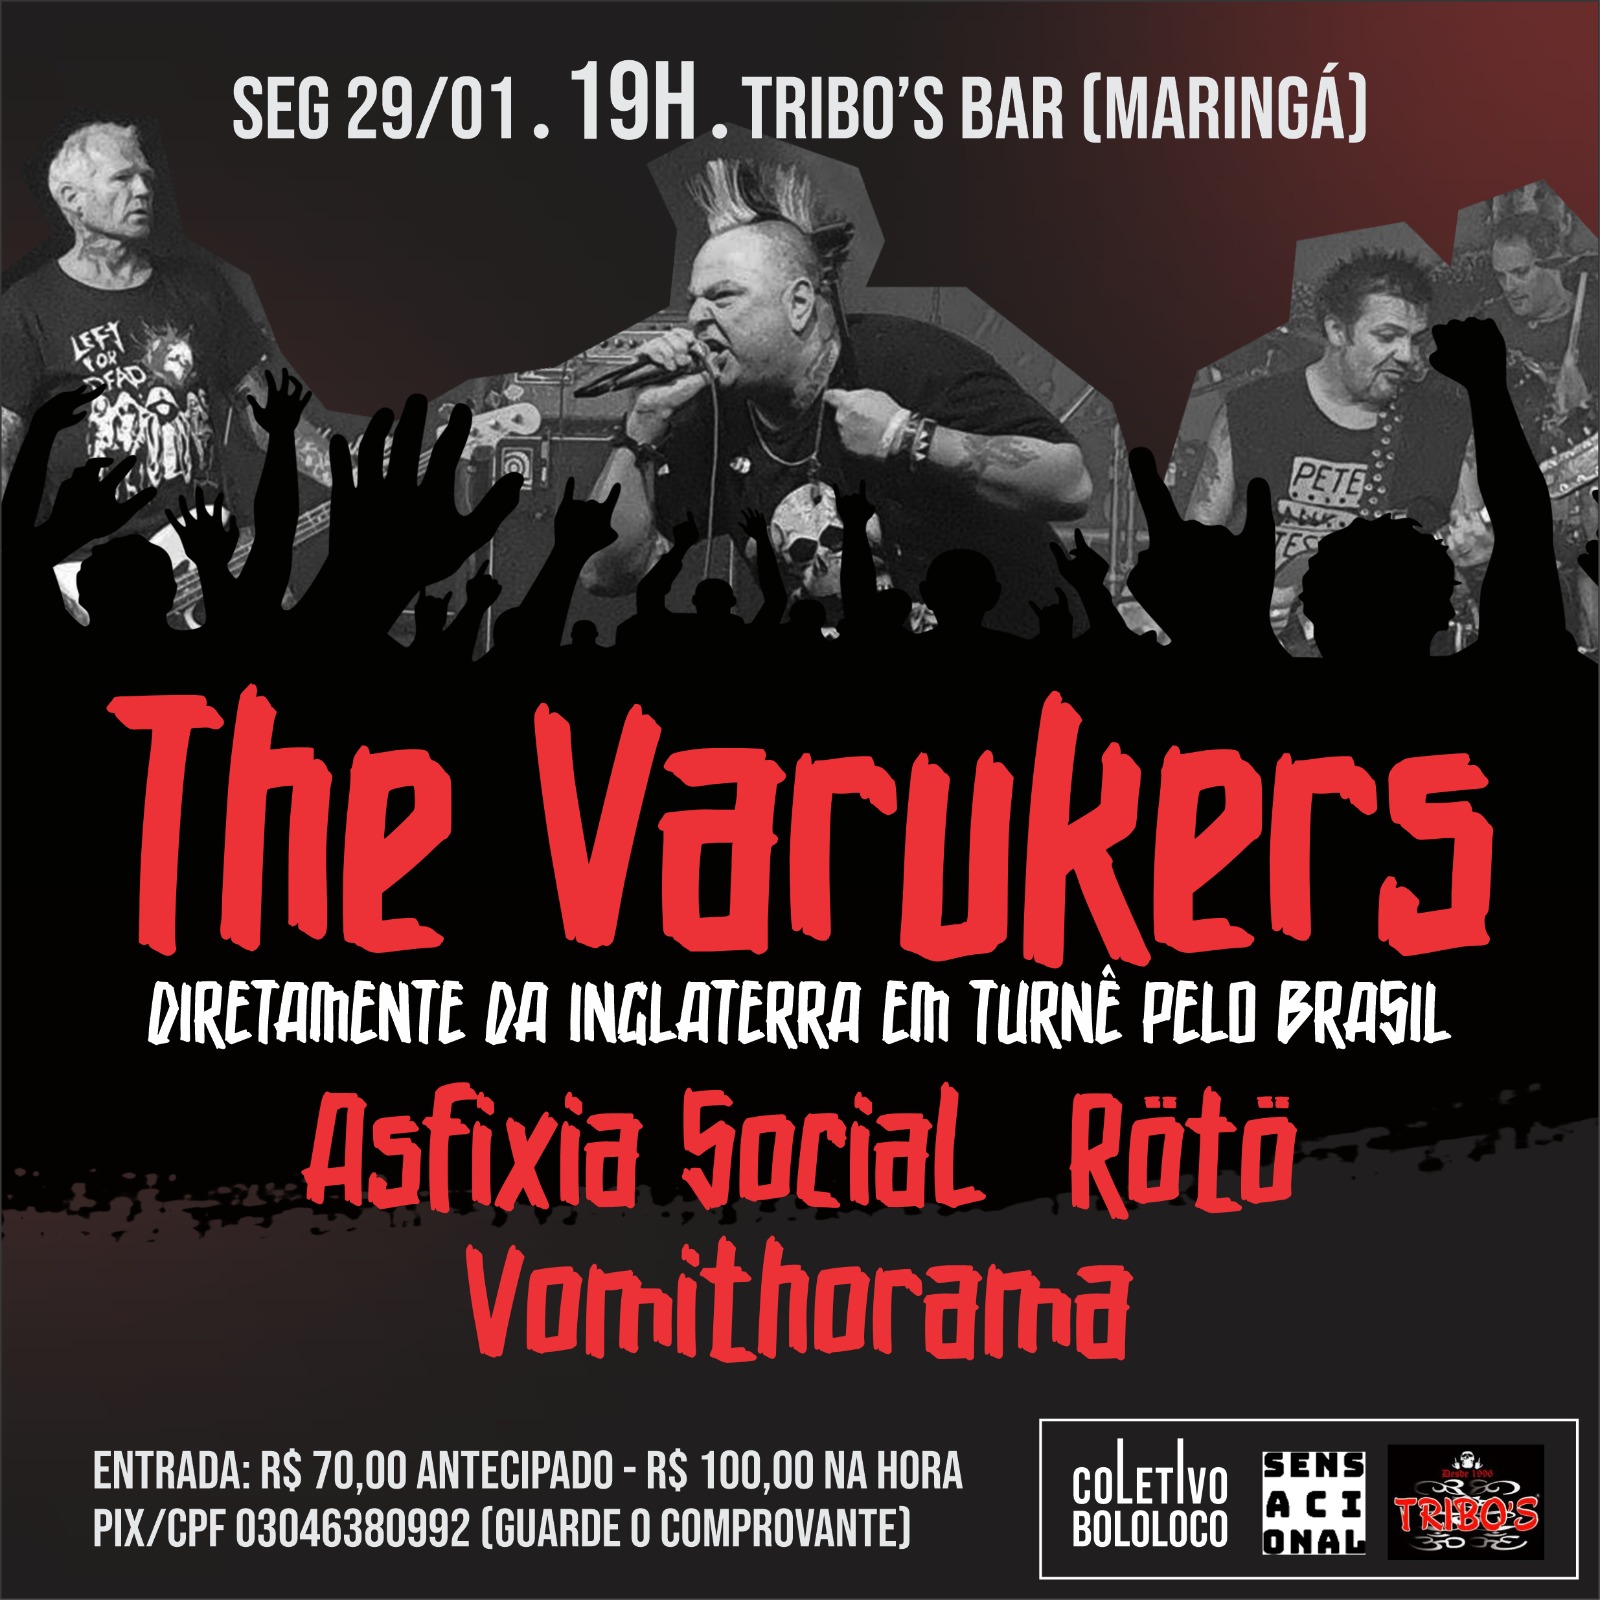 SEG 29/01 . 19H . TRIBO'S BAR (MARINGÁ)
LEFT
FOR
DEAD
PETE
The Varukers
DIRETAMENTE DA INGLATERRA EM TURNÊ PELO BRASIL
Asfixia Social Rötö
Vomithorama
ENTRADA: R$ 70,00 ANTECIPADO - R$ 100,00 NA HORA
PIX/CPF 03046380992 (GUARDE O COMPROVANTE)
COLETIVO
BOLOLOCO
SENS
ACI
ONAL
Desde 1996
TRIBO'S